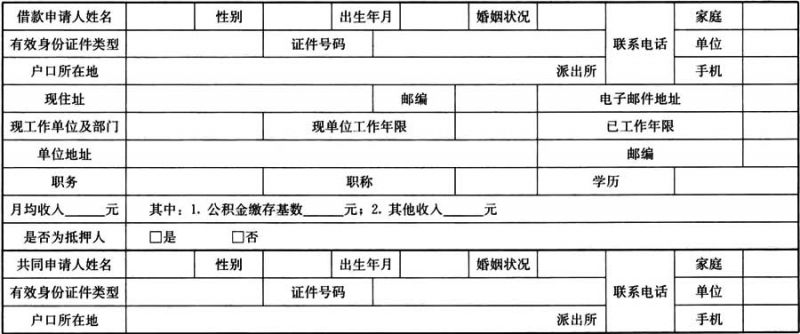 借款申请人姓名 性别 出生年月 婚姻状况 联系电话 家庭
有效身份证件类型 证件号码 单位
户口所在地 派出所 手机
现住址 邮编 电子邮件地址
现工作单位及部门 现单位工作年限 已工作年限
单位地址 邮编
职务 职称 学历
月均收入______元 其中：1. 公积金缴存基数______元；2. 其他收入______元
是否为抵押人 □是 □否
共同申请人姓名 性别 出生年月 婚姻状况 联系电话 家庭
有效身份证件类型 证件号码 单位
户口所在地 派出所 手机